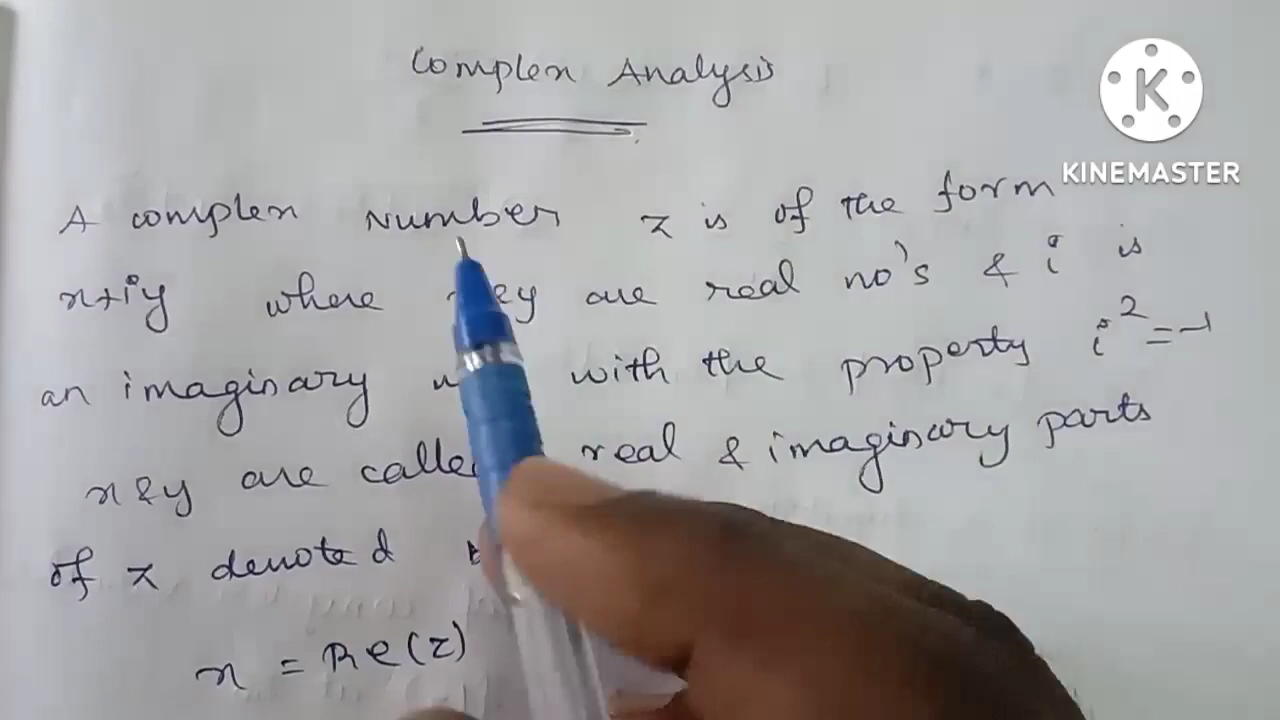 Complex Analysis
A complex Number z is of the form
x+iy where are real no's & i is
an imaginary with the property i²=-1
x&y are called real & imaginary parts
of z denoted
x = Re(z)
K
KINEMASTER